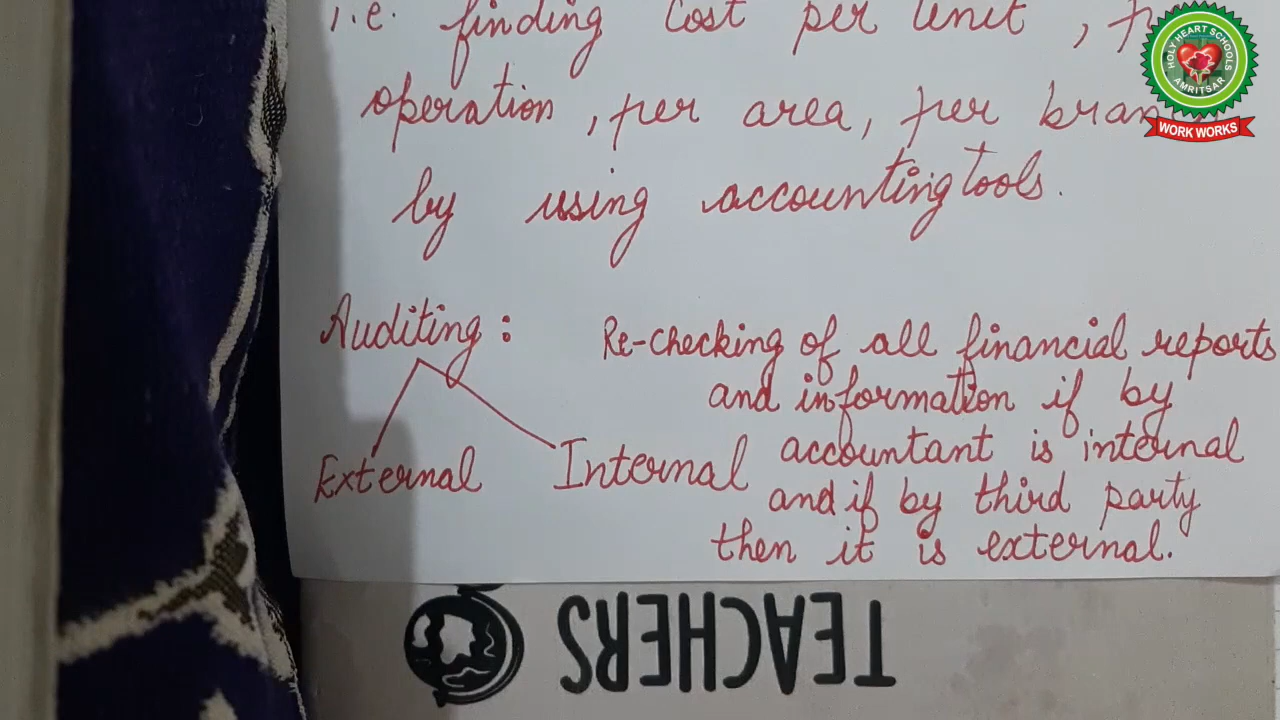 i.e. finding Cost per Unit ,
operation , per area, per
by using accounting tools.
Auditing : Re-checking of all financial reports
and information if by
External Internal accountant is internal
and if by third party
then it is external.
TEACHERS
HOLY HEART SCHOOLS
AMRITSAR
WORK WORKS